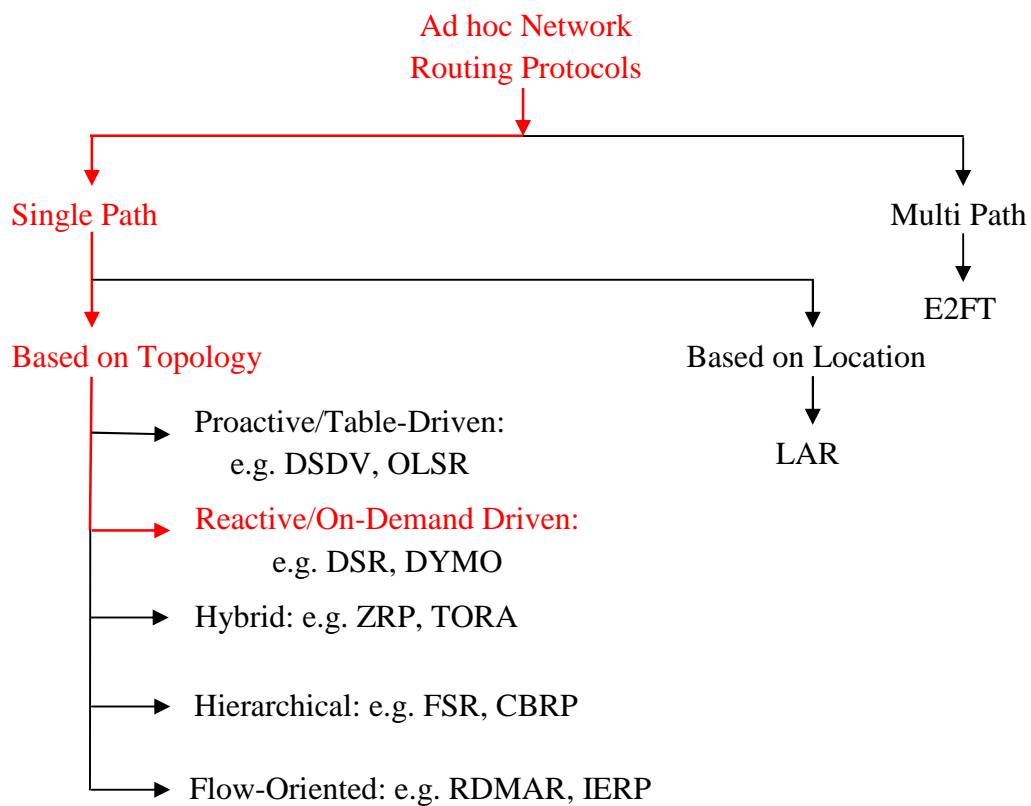 Ad hoc Network
Routing Protocols
Single Path
Multi Path
E2FT
Based on Topology
Based on Location
Proactive/Table-Driven:
e.g. DSDV, OLSR
LAR
Reactive/On-Demand Driven:
e.g. DSR, DYMO
Hybrid: e.g. ZRP, TORA
Hierarchical: e.g. FSR, CBRP
Flow-Oriented: e.g. RDMAR, IERP